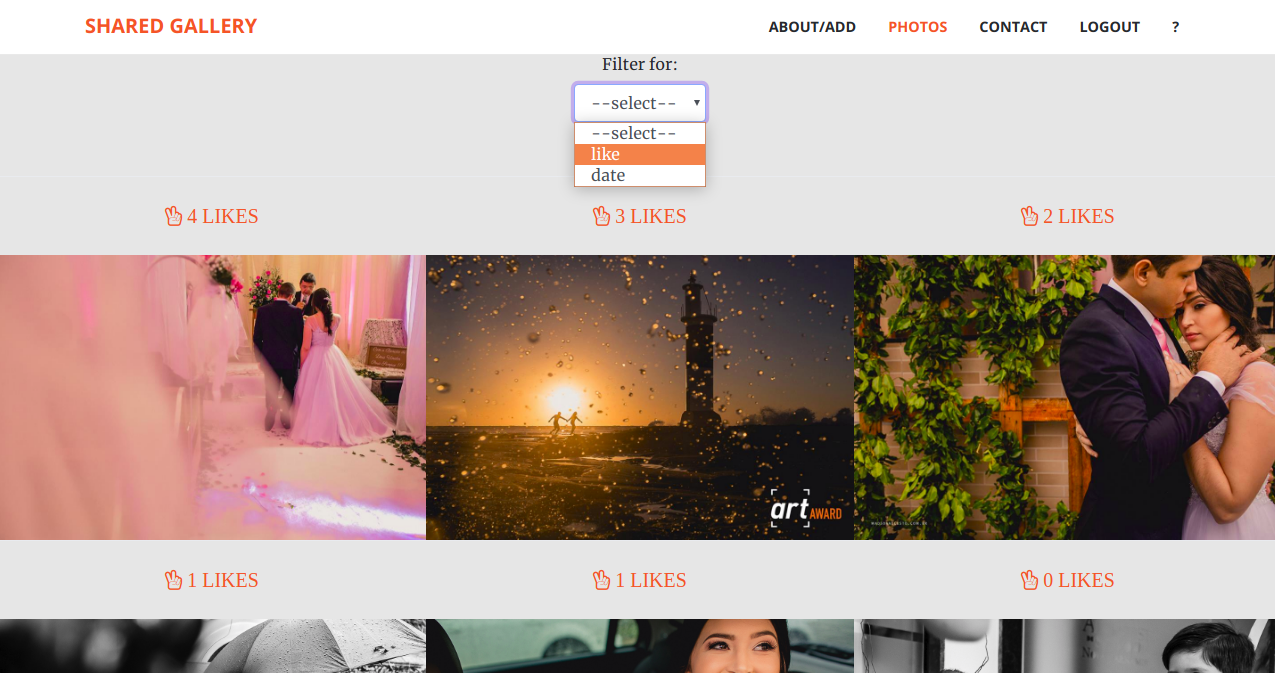 SHARED GALLERY
ABOUT/ADD PHOTOS CONTACT LOGOUT ?
Filter for:
--select--
--select--
like
date
4 LIKES 3 LIKES 2 LIKES
art AWARD
1 LIKES 1 LIKES 0 LIKES